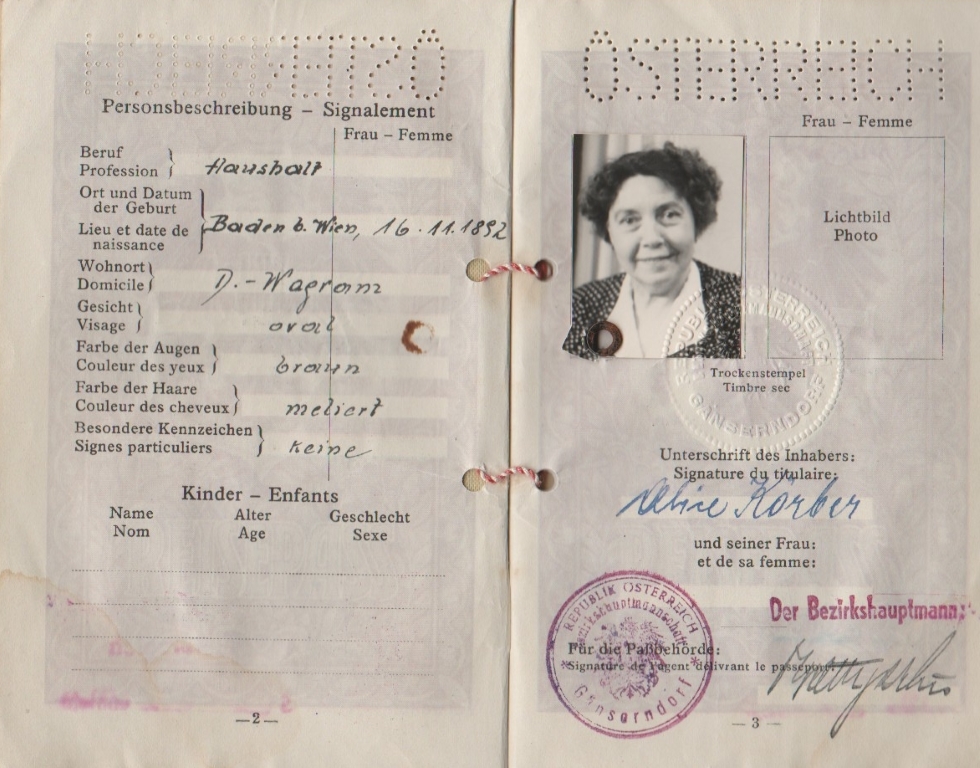 ÖSTERREICH
Personsbeschreibung – Signalement
Frau – Femme
Beruf
Profession
Haushalt
Ort und Datum
der Geburt
Lieu et date de
naissance
Baden b. Wien, 16.11.1892
Wohnort
Domicile
D.-Wagram
Gesicht
Visage
oval
Farbe der Augen
Couleur des yeux
braun
Farbe der Haare
Couleur des cheveux
meliert
Besondere Kennzeichen
Signes particuliers
keine
Kinder – Enfants
Name Alter Geschlecht
Nom Age Sexe
—2—
ÖSTERREICH
Frau – Femme
Lichtbild
Photo
REPUBLIK ÖSTERREICH
GÄNSERNDORF
Trockenstempel
Timbre sec
Unterschrift des Inhabers:
Signature du titulaire:
Alice Körber
und seiner Frau:
et de sa femme:
Der Bezirkshauptmann:
REPUBLIK ÖSTERREICH
Bezirkshauptmannschaft
Gänserndorf
Für die Paßbehörde:
Signature de l'agent délivrant le passeport:
— 3 —